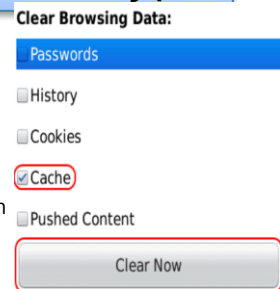 Clear Browsing Data:
Passwords
History
Cookies
Cache
Pushed Content
Clear Now